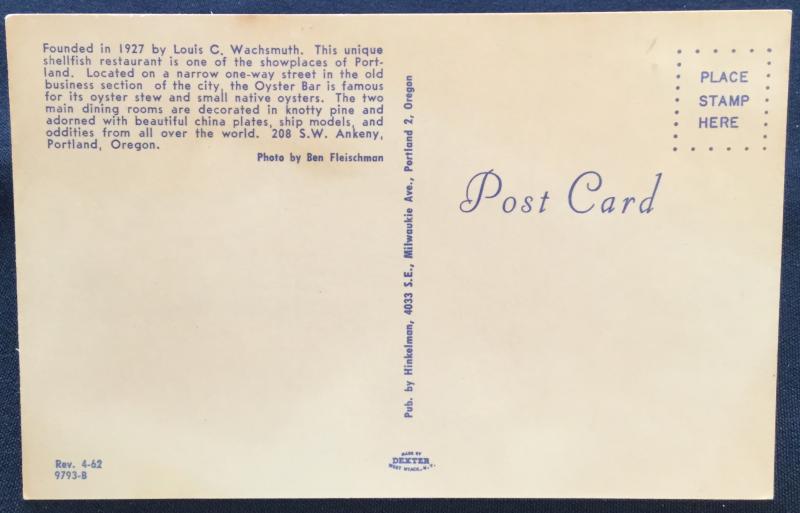 Founded in 1927 by Louis C. Wachsmuth. This unique
shellfish restaurant is one of the showplaces of Port-
land. Located on a narrow one-way street in the old
business section of the city, the Oyster Bar is famous
for its oyster stew and small native oysters. The two
main dining rooms are decorated in knotty pine and
adorned with beautiful china plates, ship models, and
oddities from all over the world. 208 S.W. Ankeny,
Portland, Oregon.
Photo by Ben Fleischman
Rev. 4-62
9793-B
Pub. by Hinkelman, 4033 S.E., Milwaukie Ave., Portland 2, Oregon
MADE BY
DEXTER
WEST NYACK, N.Y.
PLACE
STAMP
HERE
Post Card